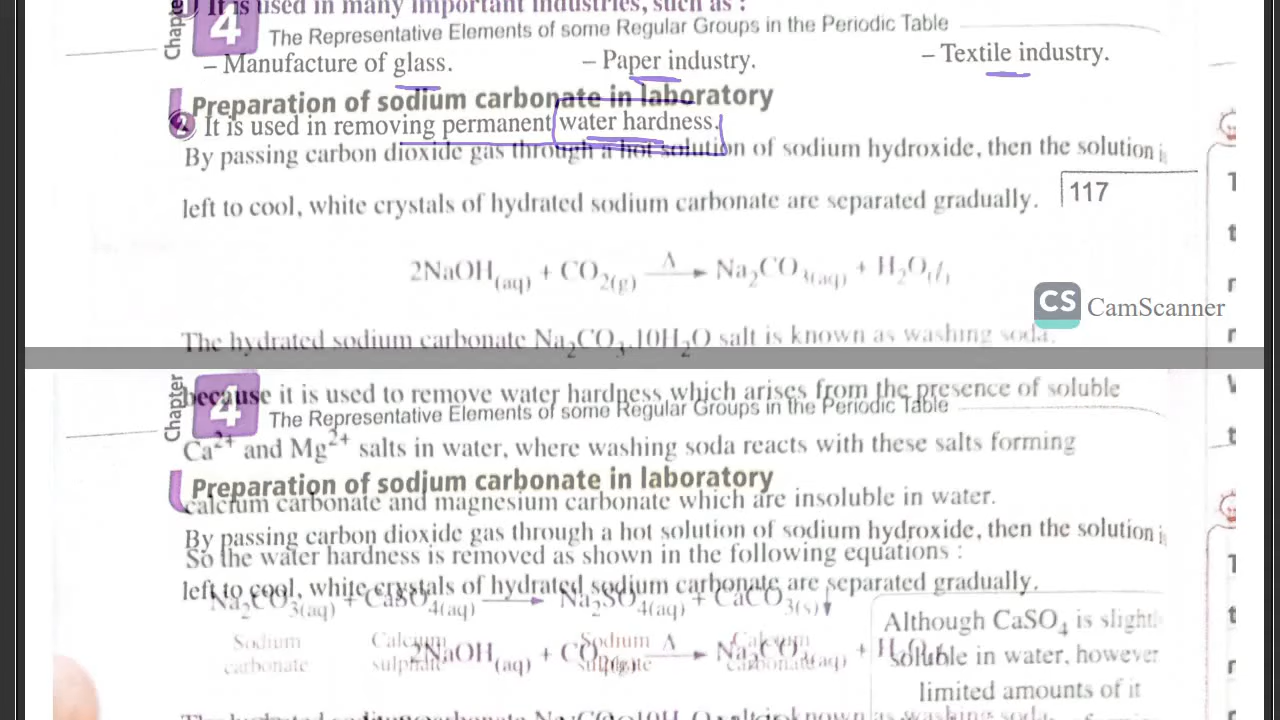 It is used in many important industries, such as :
Chapter 4
The Representative Elements of some Regular Groups in the Periodic Table
– Manufacture of glass. – Paper industry. – Textile industry.
Preparation of sodium carbonate in laboratory
2 It is used in removing permanent water hardness.
By passing carbon dioxide gas through a hot solution of sodium hydroxide, then the solution
left to cool, white crystals of hydrated sodium carbonate are separated gradually.
117
2NaOH(aq) + CO2(g) Δ → Na2CO3(aq) + H2O(l)
CS CamScanner
The hydrated sodium carbonate Na2CO3.10H2O salt is known as washing soda,
because it is used to remove water hardness which arises from the presence of soluble
Chapter 4
The Representative Elements of some Regular Groups in the Periodic Table
Ca2+ and Mg2+ salts in water, where washing soda reacts with these salts forming
Preparation of sodium carbonate in laboratory
calcium carbonate and magnesium carbonate which are insoluble in water.
By passing carbon dioxide gas through a hot solution of sodium hydroxide, then the solution
So the water hardness is removed as shown in the following equations :
left to cool, white crystals of hydrated sodium carbonate are separated gradually.
Na2CO3(aq) + CaSO4(aq) → Na2SO4(aq) + CaCO3(s)↓
Although CaSO4 is
Sodium carbonate Calcium sulphate Sodium sulphate Calcium carbonate
2NaOH(aq) + CO2(g) Δ → Na2CO3(aq) +
soluble in water, however
limited amounts of it